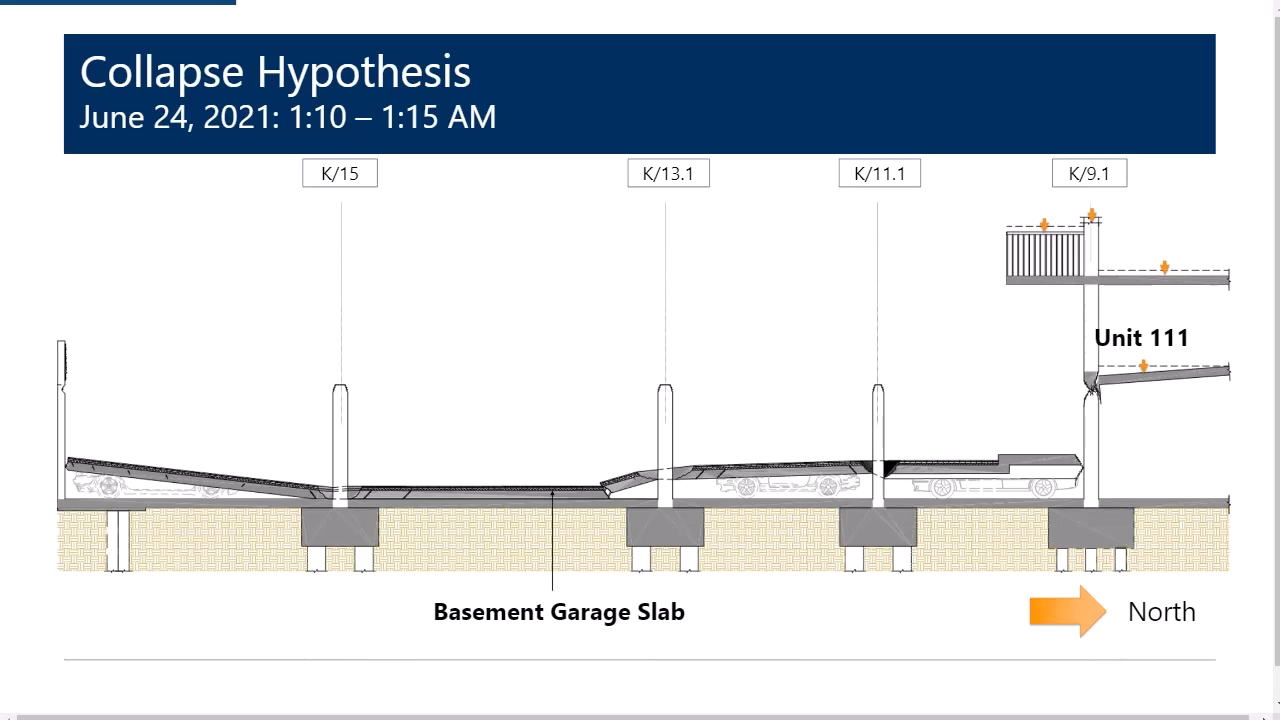 Collapse Hypothesis
June 24, 2021: 1:10 – 1:15 AM
K/15
K/13.1
K/11.1
K/9.1
Unit 111
Basement Garage Slab
North